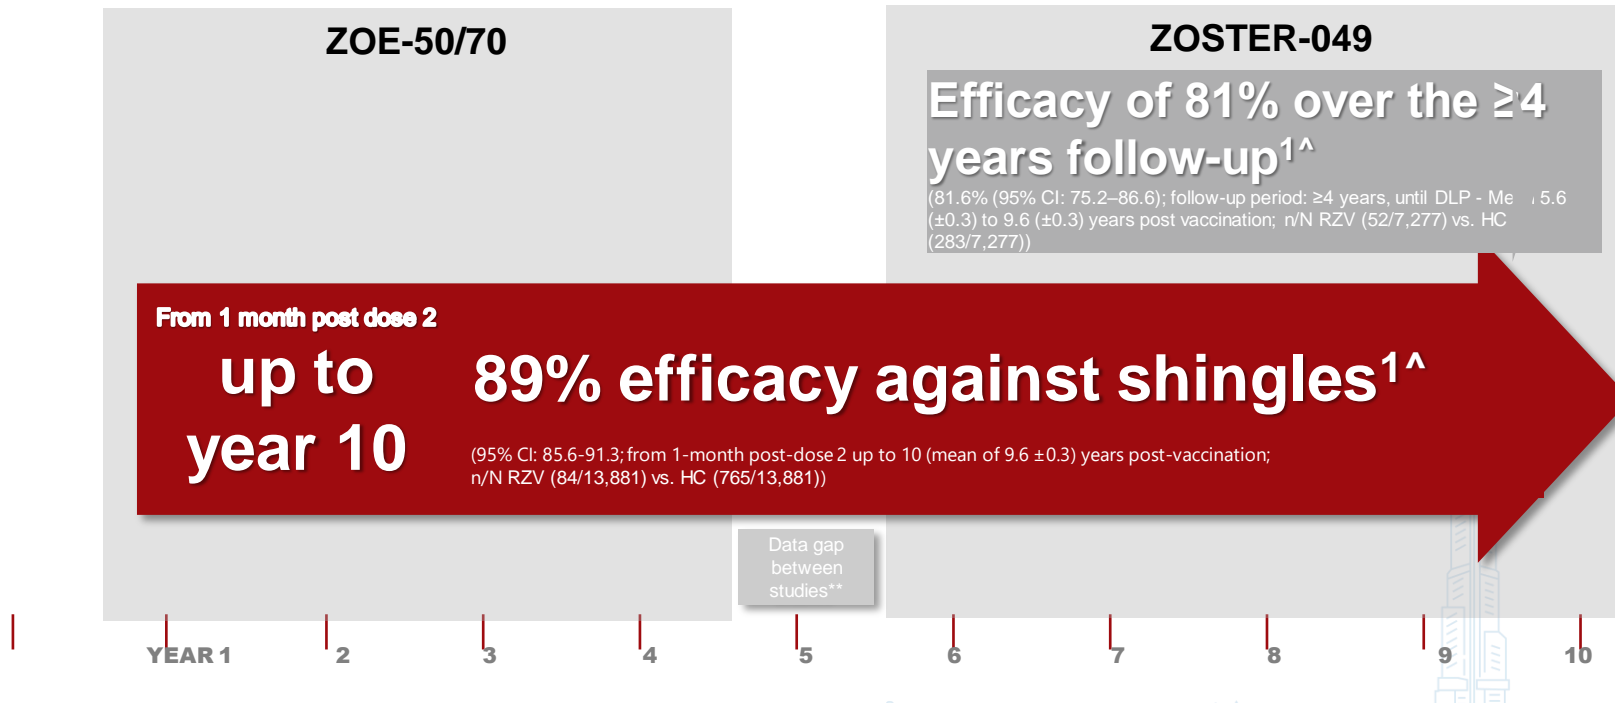 ZOE-50/70
ZOSTER-049
Efficacy of 81% over the ≥4
years follow-up¹^
(81.6% (95% CI: 75.2–86.6); follow-up period: ≥4 years, until DLP - Me 5.6
(±0.3) to 9.6 (±0.3) years post vaccination; n/N RZV (52/7,277) vs. HC
(283/7,277))
From 1 month post dose 2
up to
year 10
89% efficacy against shingles¹^
(95% CI: 85.6-91.3; from 1-month post-dose 2 up to 10 (mean of 9.6 ±0.3) years post-vaccination;
n/N RZV (84/13,881) vs. HC (765/13,881))
Data gap
between
studies**
YEAR 1 2 3 4 5 6 7 8 9 10